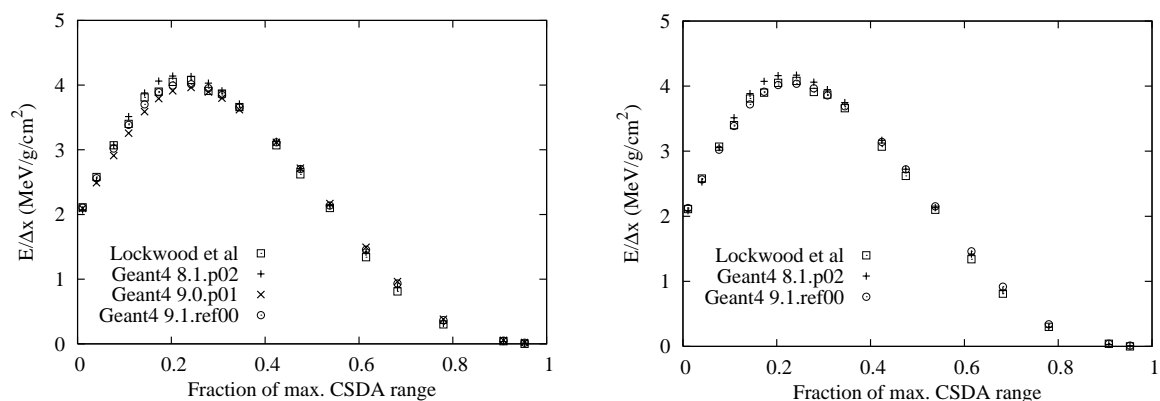 E/Δx (MeV/g/cm²)
5
4
3
2
1
0
Lockwood et al
Geant4 8.1.p02
Geant4 9.0.p01
Geant4 9.1.ref00
0 0.2 0.4 0.6 0.8 1
Fraction of max. CSDA range
E/Δx (MeV/g/cm²)
5
4
3
2
1
0
Lockwood et al
Geant4 8.1.p02
Geant4 9.1.ref00
0 0.2 0.4 0.6 0.8 1
Fraction of max. CSDA range